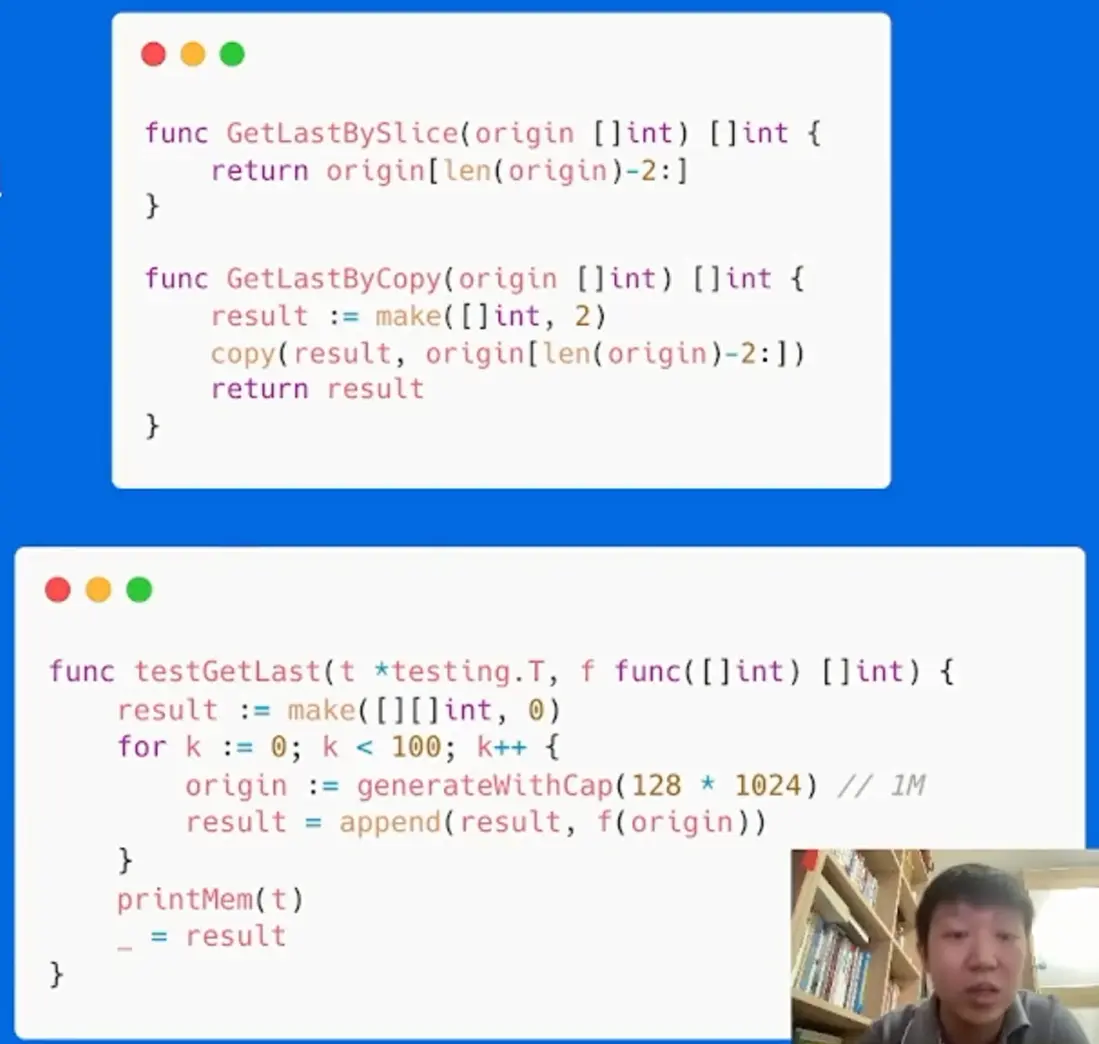 func GetLastBySlice(origin []int) []int {
    return origin[len(origin)-2:]
}
func GetLastByCopy(origin []int) []int {
    result := make([]int, 2)
    copy(result, origin[len(origin)-2:])
    return result
}
func testGetLast(t *testing.T, f func([]int) []int) {
    result := make([][]int, 0)
    for k := 0; k < 100; k++ {
        origin := generateWithCap(128 * 1024) // 1M
        result = append(result, f(origin))
    }
    printMem(t)
    _ = result
}